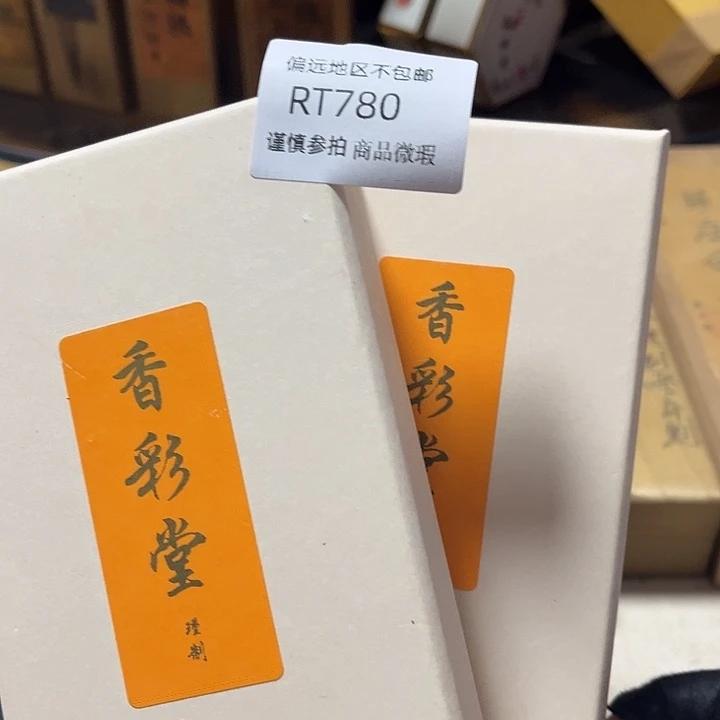 偏远地区不包邮
RT780
谨慎参拍 商品微瑕
香彩堂
谨制
香彩堂